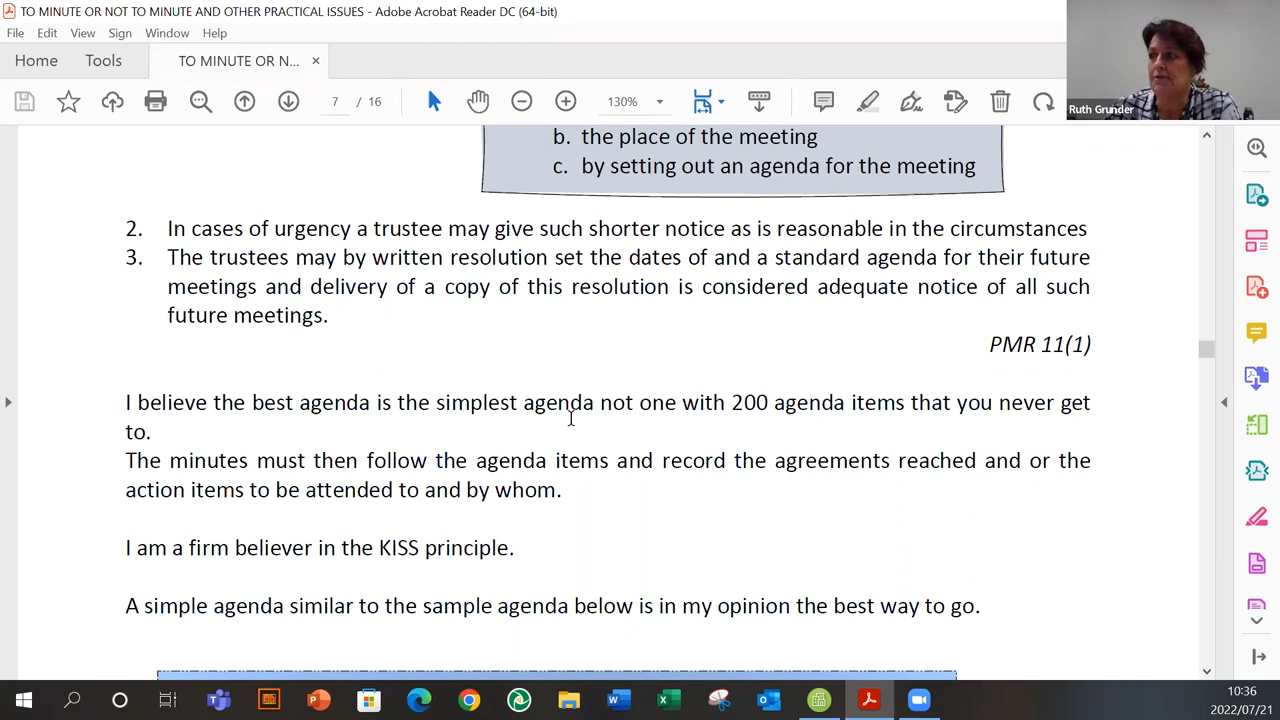 TO MINUTE OR NOT TO MINUTE AND OTHER PRACTICAL ISSUES - Adobe Acrobat Reader DC (64-bit)
File Edit View Sign Window Help
Home Tools TO MINUTE OR N... ×
7 / 16 130%
Ruth Grunder
b. the place of the meeting
c. by setting out an agenda for the meeting
2. In cases of urgency a trustee may give such shorter notice as is reasonable in the circumstances
3. The trustees may by written resolution set the dates of and a standard agenda for their future
meetings and delivery of a copy of this resolution is considered adequate notice of all such
future meetings.
PMR 11(1)
I believe the best agenda is the simplest agenda not one with 200 agenda items that you never get
to.
The minutes must then follow the agenda items and record the agreements reached and or the
action items to be attended to and by whom.
I am a firm believer in the KISS principle.
A simple agenda similar to the sample agenda below is in my opinion the best way to go.
10:36
2022/07/21